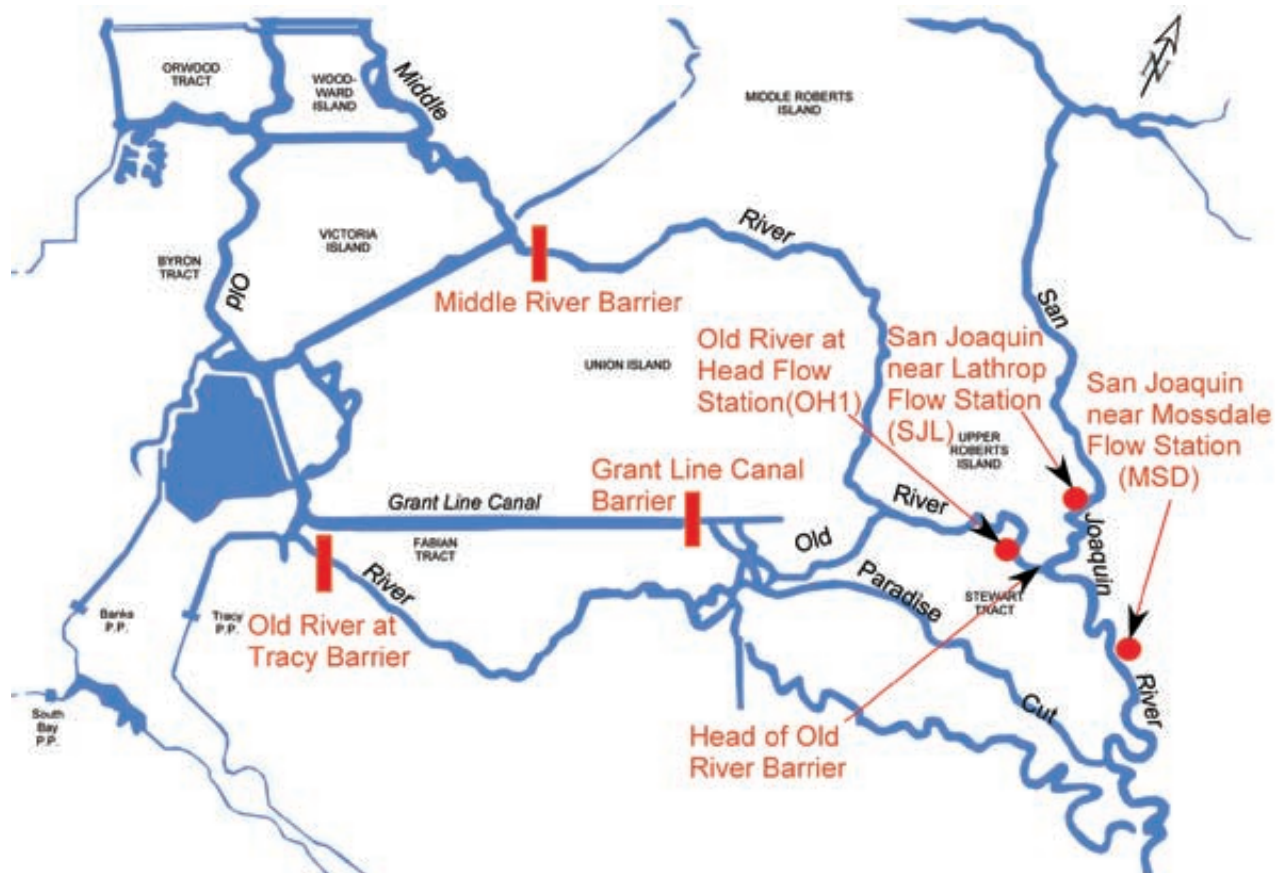 ORWOOD
TRACT
WOOD-
WARD
ISLAND
Middle
MIDDLE ROBERTS
ISLAND
N
VICTORIA
ISLAND
BYRON
TRACT
Old
River
San
Middle River Barrier
UNION ISLAND
Old River at
Head Flow
Station(OH1)
San Joaquin
near Lathrop
Flow Station
(SJL)
San Joaquin
near Mossdale
Flow Station
(MSD)
UPPER
ROBERTS
ISLAND
Grant Line Canal
Barrier
Grant Line Canal
FABIAN
TRACT
River
Old
River
Joaquin
Paradise
STEWART
TRACT
Banks
P.P.
Tracy
P.P.
Old River at
Tracy Barrier
River
Cut
South
Bay
P.P.
Head of Old
River Barrier